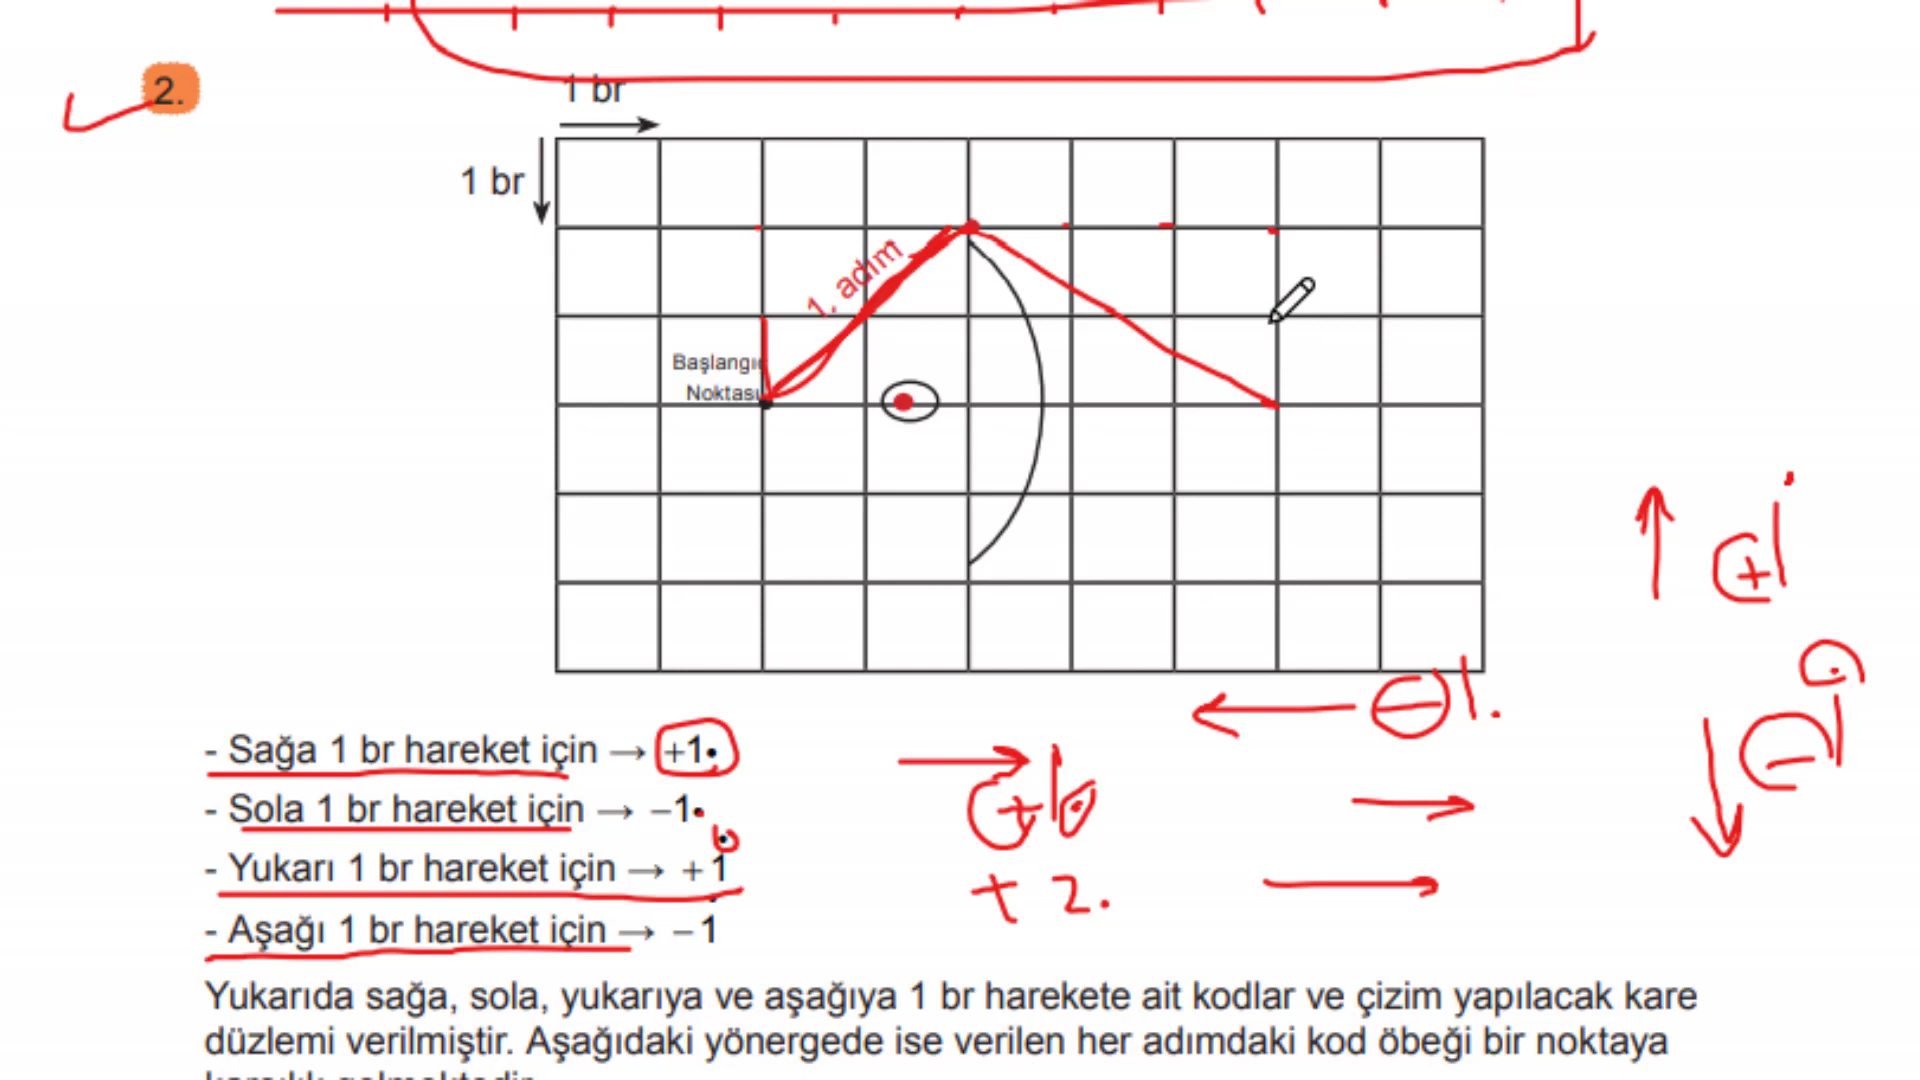 2.
1 br
1 br
1. adım
Başlangı
Noktası
+1
-1.
- Sağa 1 br hareket için → +1•
- Sola 1 br hareket için → −1•
- Yukarı 1 br hareket için → +1
- Aşağı 1 br hareket için → −1
+1
-1
+2.
Yukarıda sağa, sola, yukarıya ve aşağıya 1 br harekete ait kodlar ve çizim yapılacak kare
düzlemi verilmiştir. Aşağıdaki yönergede ise verilen her adımdaki kod öbeği bir noktaya